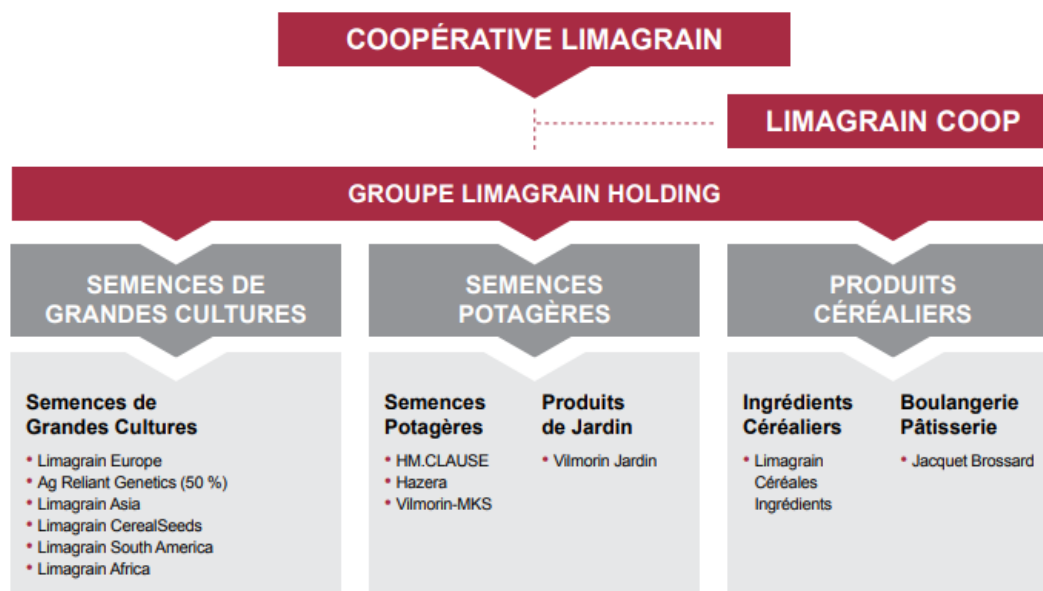 COOPÉRATIVE LIMAGRAIN
LIMAGRAIN COOP
GROUPE LIMAGRAIN HOLDING
SEMENCES DE
GRANDES CULTURES
Semences de
Grandes Cultures
• Limagrain Europe
• Ag Reliant Genetics (50 %)
• Limagrain Asia
• Limagrain CerealSeeds
• Limagrain South America
• Limagrain Africa
SEMENCES
POTAGÈRES
Semences
Potagères
• HM.CLAUSE
• Hazera
• Vilmorin-MKS
Produits
de Jardin
• Vilmorin Jardin
PRODUITS
CÉRÉALIERS
Ingrédients
Céréaliers
• Limagrain
Céréales
Ingrédients
Boulangerie
Pâtisserie
• Jacquet Brossard